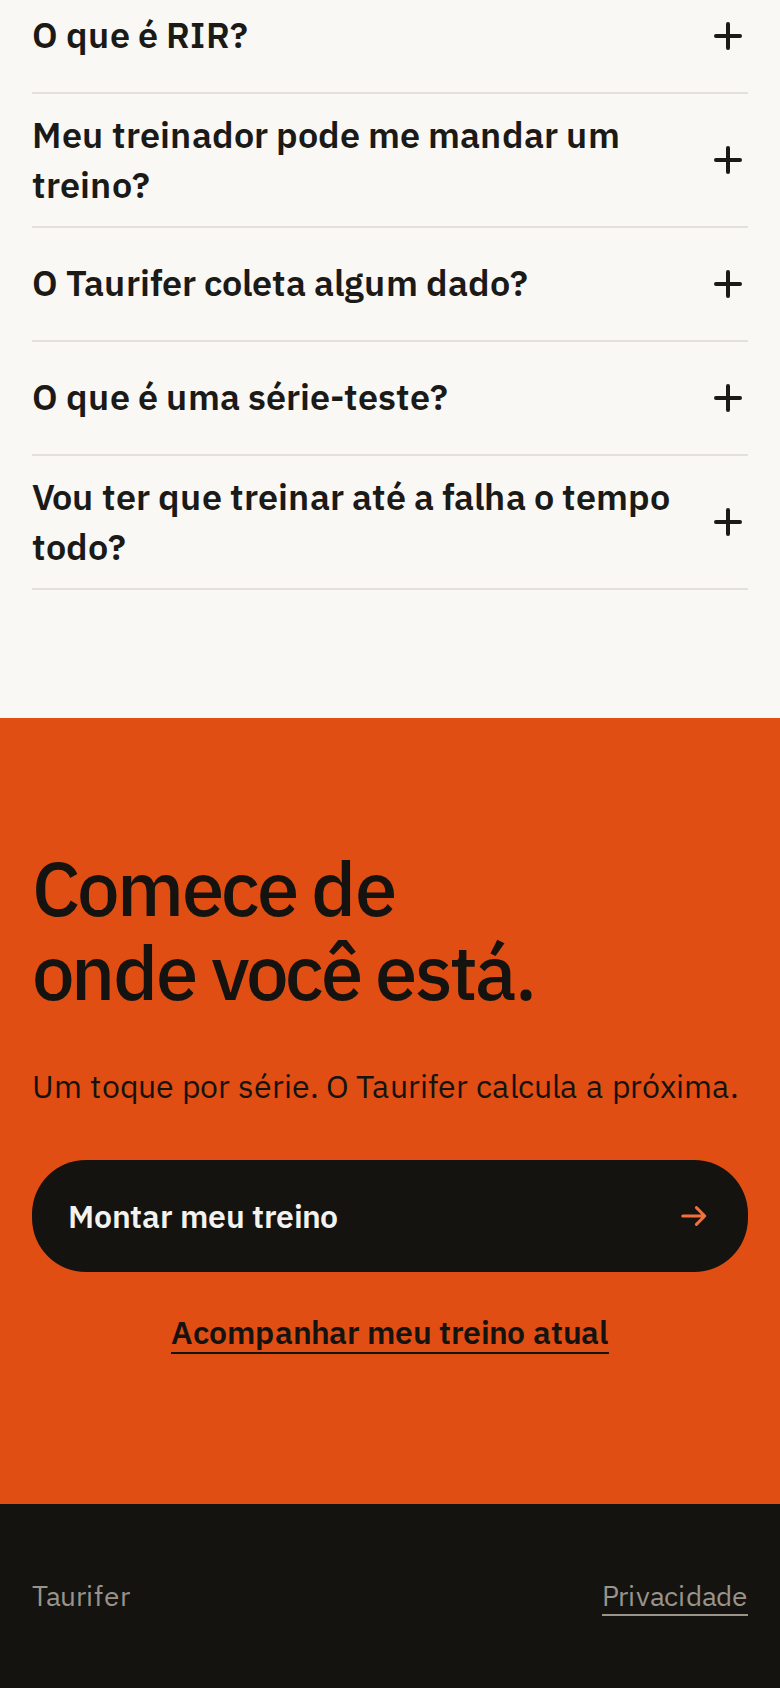 O que é RIR?
Meu treinador pode me mandar um
treino?
O Taurifer coleta algum dado?
O que é uma série-teste?
Vou ter que treinar até a falha o tempo
todo?
Comece de
onde você está.
Um toque por série. O Taurifer calcula a próxima.
Montar meu treino
Acompanhar meu treino atual
Taurifer
Privacidade